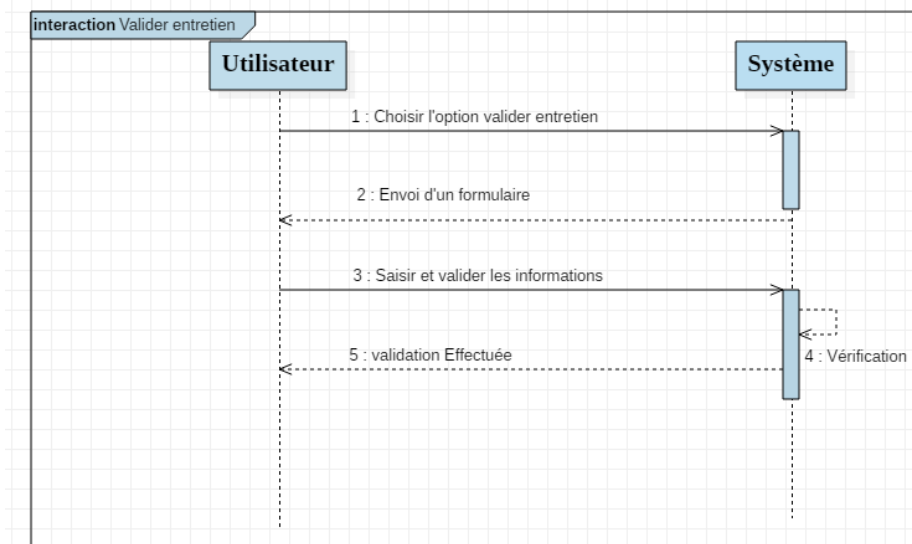 interaction Valider entretien
Utilisateur
Système
1 : Choisir l'option valider entretien
2 : Envoi d'un formulaire
3 : Saisir et valider les informations
4 : Vérification
5 : validation Effectuée